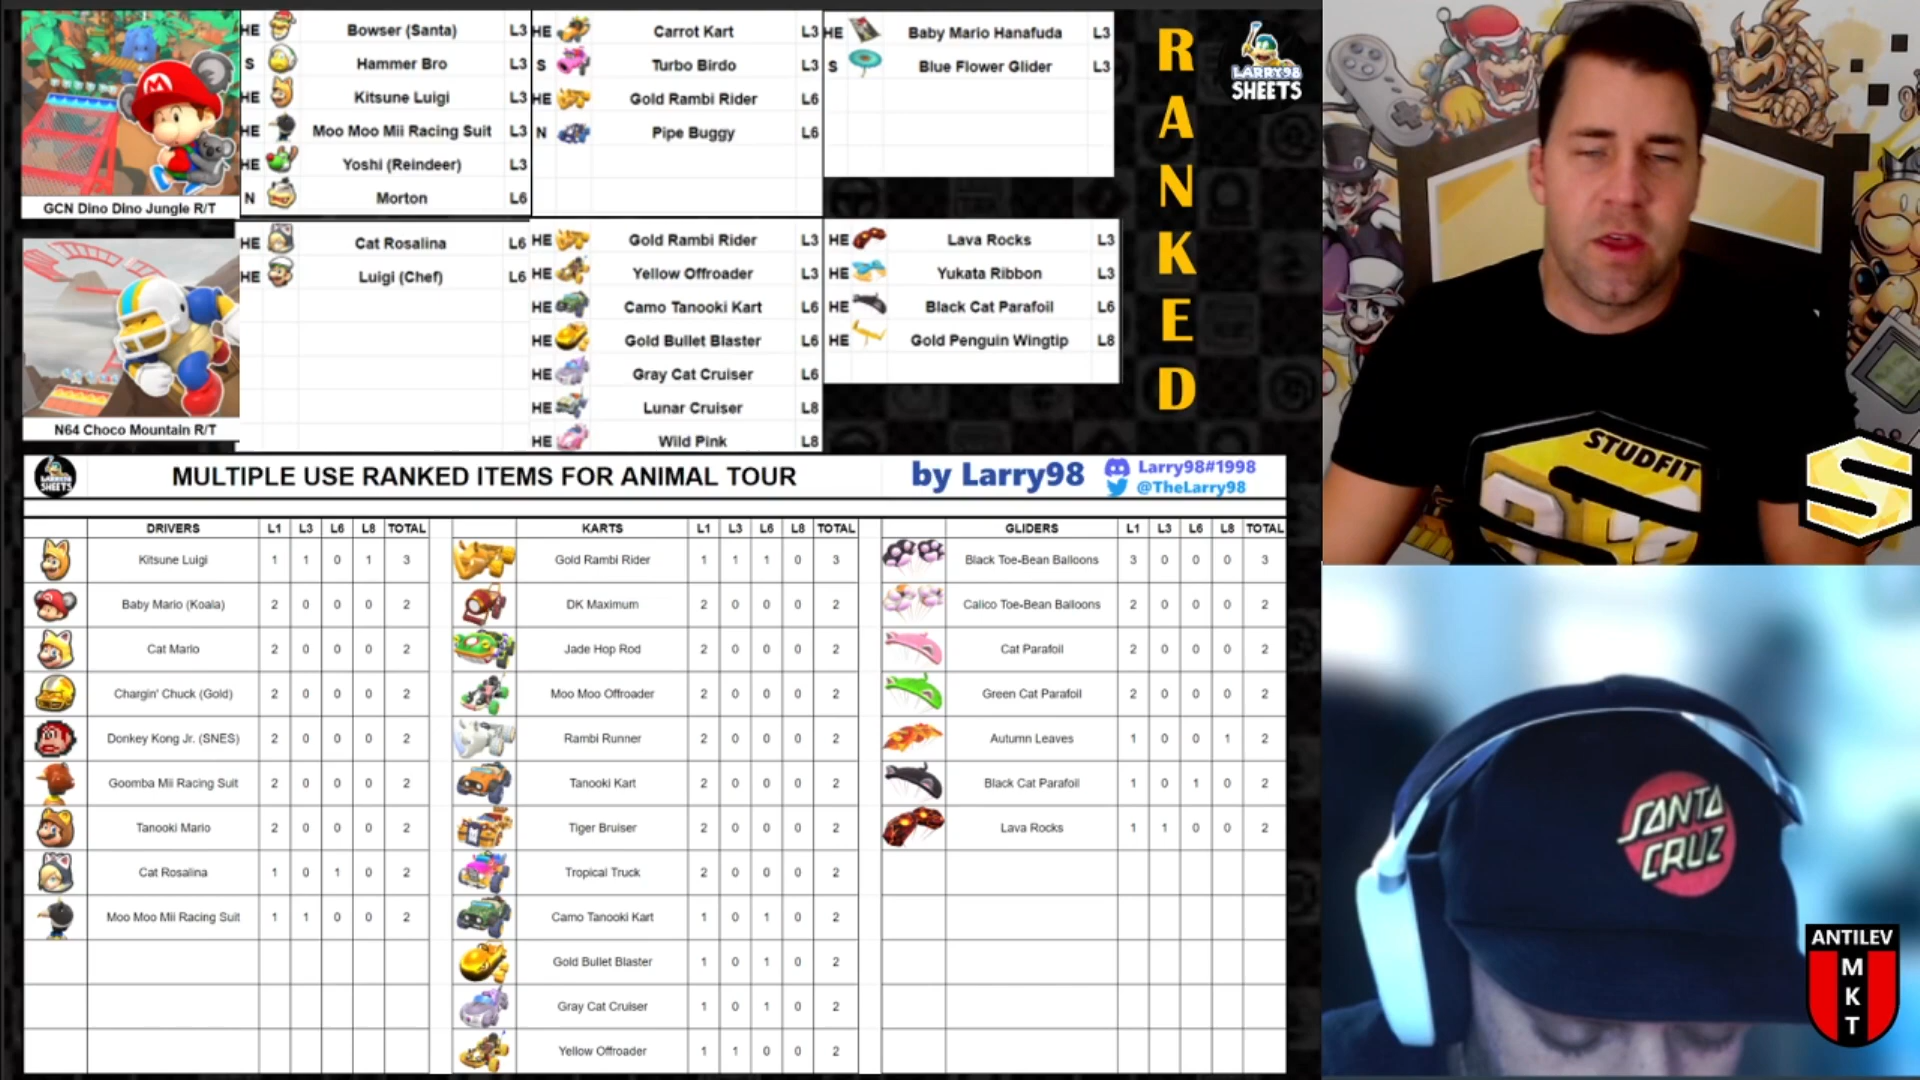 HE Bowser (Santa) L3
S Hammer Bro L3
HE Kitsune Luigi L3
HE Moo Moo Mii Racing Suit L3
HE Yoshi (Reindeer) L3
N Morton L6
GCN Dino Dino Jungle R/T
HE Carrot Kart L3
S Turbo Birdo L3
HE Gold Rambi Rider L6
N Pipe Buggy L6
HE Baby Mario Hanafuda L3
S Blue Flower Glider L3
HE Cat Rosalina L6
HE Luigi (Chef) L6
N64 Choco Mountain R/T
HE Gold Rambi Rider L3
HE Yellow Offroader L3
HE Camo Tanooki Kart L6
HE Gold Bullet Blaster L6
HE Gray Cat Cruiser L6
HE Lunar Cruiser L8
HE Wild Pink L8
HE Lava Rocks L3
HE Yukata Ribbon L3
HE Black Cat Parafoil L6
HE Gold Penguin Wingtip L8
R
A
N
K
E
D
LARRY98
SHEETS
LARRY98
SHEETS
MULTIPLE USE RANKED ITEMS FOR ANIMAL TOUR
by Larry98
Larry98#1998
@TheLarry98
DRIVERS L1 L3 L6 L8 TOTAL
Kitsune Luigi 1 1 0 1 3
Baby Mario (Koala) 2 0 0 0 2
Cat Mario 2 0 0 0 2
Chargin' Chuck (Gold) 2 0 0 0 2
Donkey Kong Jr. (SNES) 2 0 0 0 2
Goomba Mii Racing Suit 2 0 0 0 2
Tanooki Mario 2 0 0 0 2
Cat Rosalina 1 0 1 0 2
Moo Moo Mii Racing Suit 1 1 0 0 2
KARTS L1 L3 L6 L8 TOTAL
Gold Rambi Rider 1 1 1 0 3
DK Maximum 2 0 0 0 2
Jade Hop Rod 2 0 0 0 2
Moo Moo Offroader 2 0 0 0 2
Rambi Runner 2 0 0 0 2
Tanooki Kart 2 0 0 0 2
Tiger Bruiser 2 0 0 0 2
Tropical Truck 2 0 0 0 2
Camo Tanooki Kart 1 0 1 0 2
Gold Bullet Blaster 1 0 1 0 2
Gray Cat Cruiser 1 0 1 0 2
Yellow Offroader 1 1 0 0 2
GLIDERS L1 L3 L6 L8 TOTAL
Black Toe-Bean Balloons 3 0 0 0 3
Calico Toe-Bean Balloons 2 0 0 0 2
Cat Parafoil 2 0 0 0 2
Green Cat Parafoil 2 0 0 0 2
Autumn Leaves 1 0 0 1 2
Black Cat Parafoil 1 0 1 0 2
Lava Rocks 1 1 0 0 2
STUDFIT
S
SANTA
CRUZ
ANTILEV
M
K
T